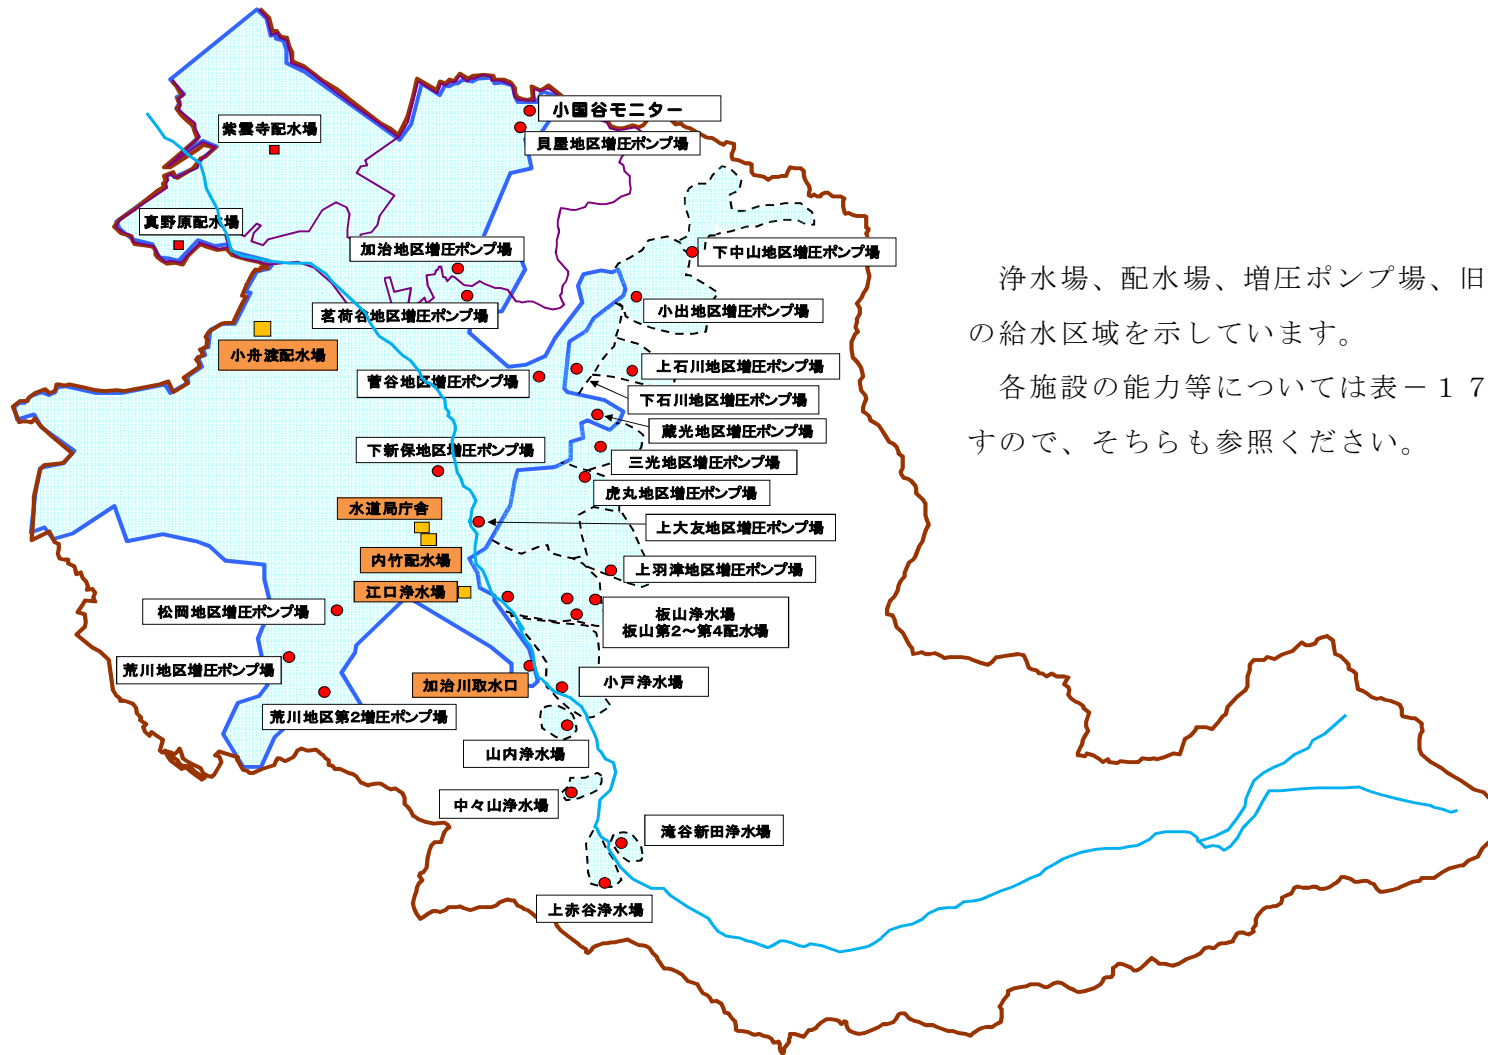 小国谷モニター
紫雲寺配水場
貝屋地区増圧ポンプ場
真野原配水場
加治地区増圧ポンプ場
下中山地区増圧ポンプ場
浄水場、配水場、増圧ポンプ場、旧
の給水区域を示しています。
各施設の能力等については表－１７
すので、そちらも参照ください。
茗荷谷地区増圧ポンプ場
小出地区増圧ポンプ場
小舟渡配水場
上石川地区増圧ポンプ場
菅谷地区増圧ポンプ場
下石川地区増圧ポンプ場
蔵光地区増圧ポンプ場
下新保地区増圧ポンプ場
三光地区増圧ポンプ場
虎丸地区増圧ポンプ場
水道局庁舎
上大友地区増圧ポンプ場
内竹配水場
上羽津地区増圧ポンプ場
江口浄水場
松岡地区増圧ポンプ場
板山浄水場
板山第2～第4配水場
荒川地区増圧ポンプ場
加治川取水口
小戸浄水場
荒川地区第2増圧ポンプ場
山内浄水場
中々山浄水場
滝谷新田浄水場
上赤谷浄水場